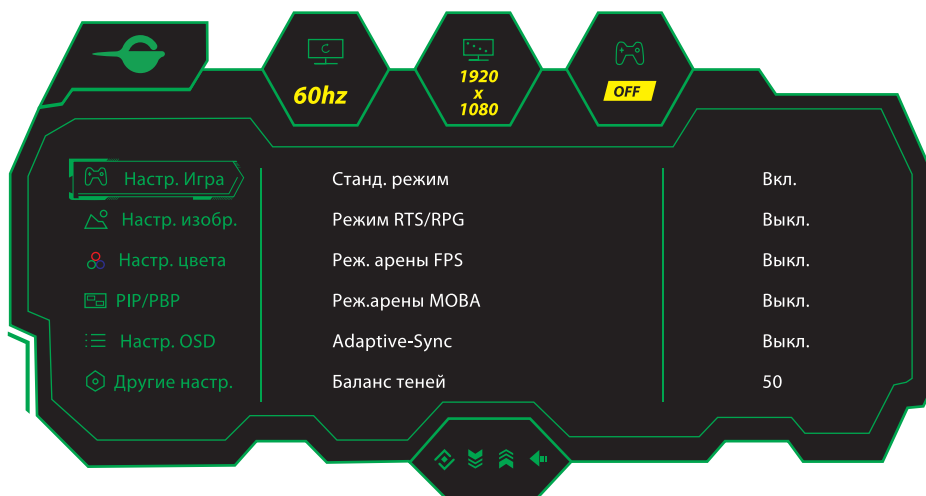 60hz
1920
x
1080
OFF
Настр. Игра
Станд. режим
Вкл.
Настр. изобр.
Режим RTS/RPG
Выкл.
Настр. цвета
Реж. арены FPS
Выкл.
PIP/PBP
Реж.арены MOBA
Выкл.
Настр. OSD
Adaptive-Sync
Выкл.
Другие настр.
Баланс теней
50